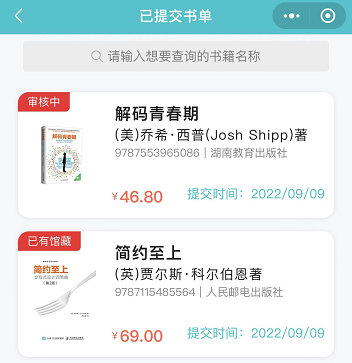 已提交书单
请输入想要查询的书籍名称
审核中
解码青春期
(美)乔希·西普(Josh Shipp)著
9787553965086 | 湖南教育出版社
¥46.80
提交时间：2022/09/09
解码青春期
已有馆藏
简约至上
(英)贾尔斯·科尔伯恩著
9787115485564 | 人民邮电出版社
¥69.00
提交时间：2022/09/09
简约至上
交互式设计四策略
(第2版)